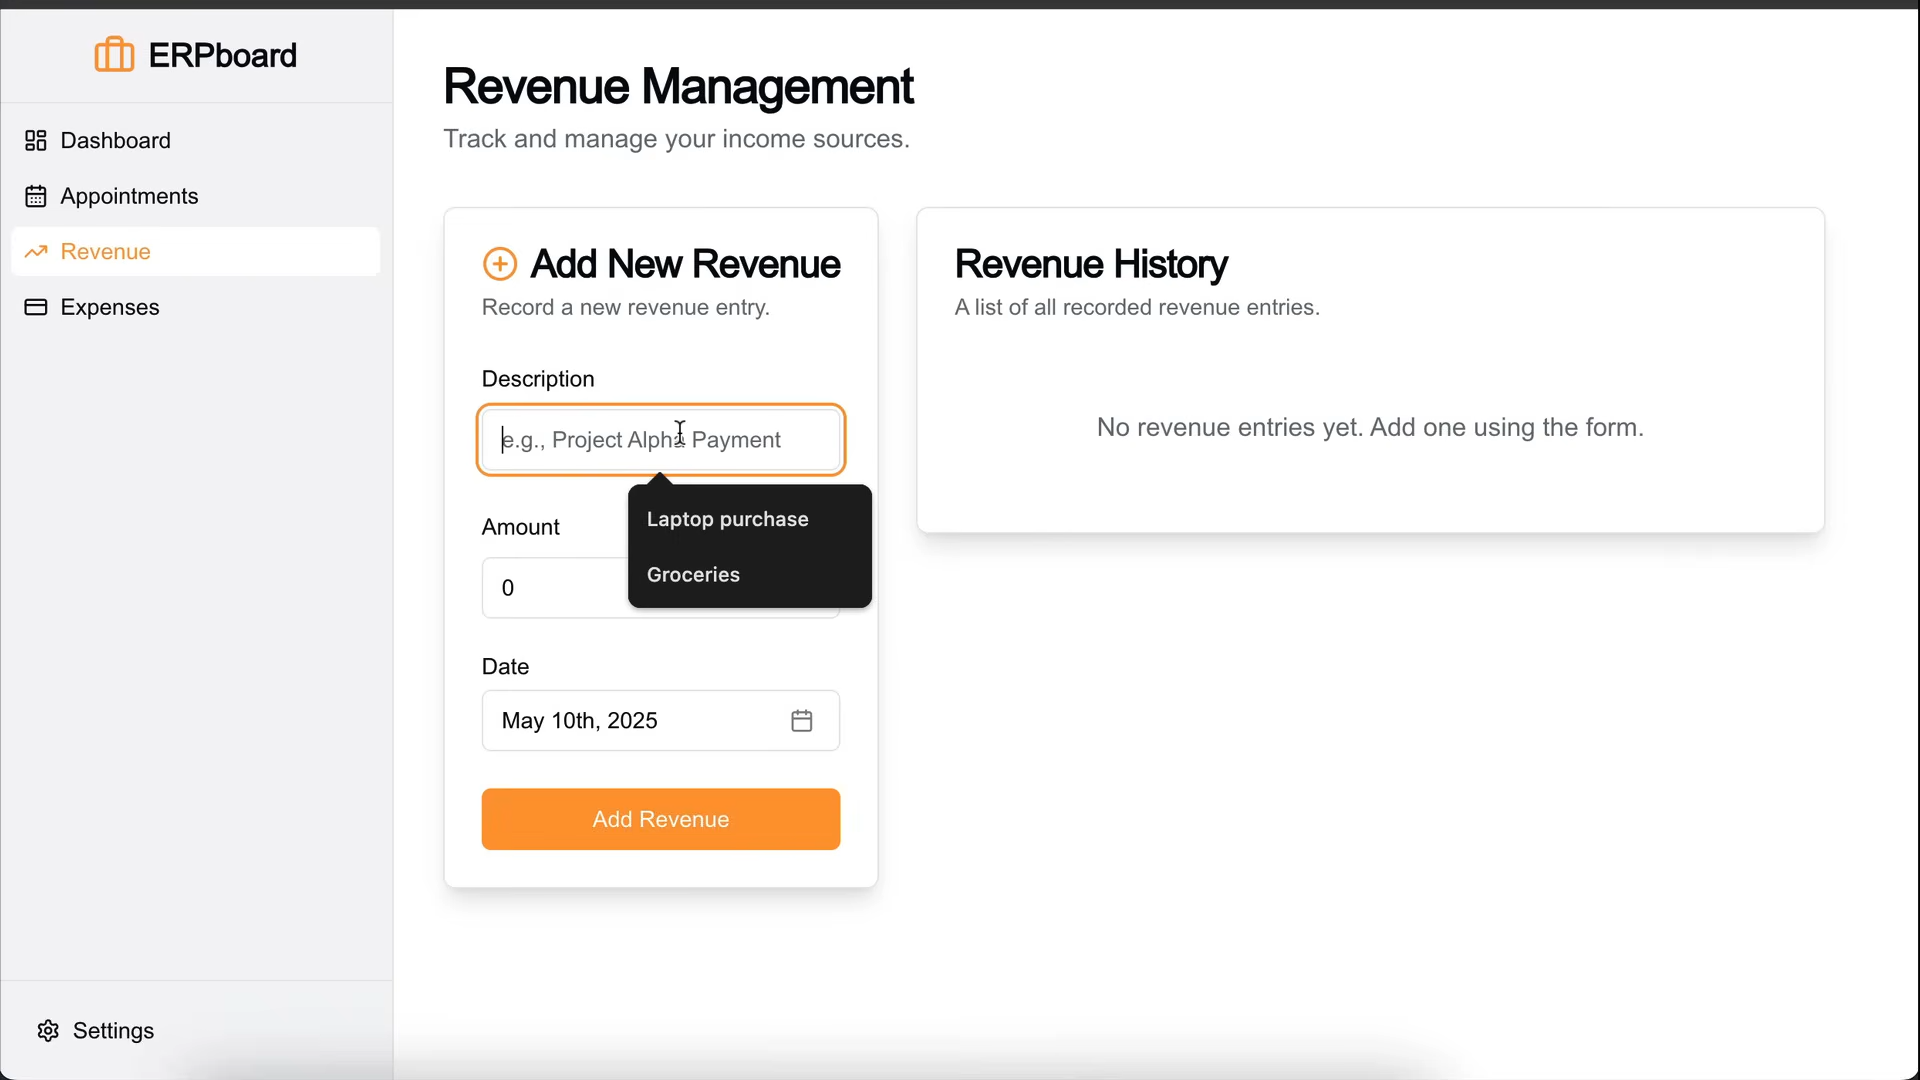 ERPboard
Dashboard
Appointments
Revenue
Expenses
Settings
Revenue Management
Track and manage your income sources.
Add New Revenue
Record a new revenue entry.
Description
e.g., Project Alpha Payment
Laptop purchase
Groceries
Amount
0
Date
May 10th, 2025
Add Revenue
Revenue History
A list of all recorded revenue entries.
No revenue entries yet. Add one using the form.